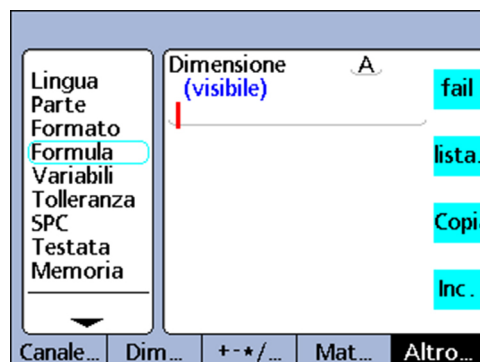 Lingua
Parte
Formato
Formula
Variabili
Tolleranza
SPC
Testata
Memoria
Dimensione A
(visibile)
fail
lista.
Copi
Inc.
Canale... Dim... +-*/... Mat... Altro...